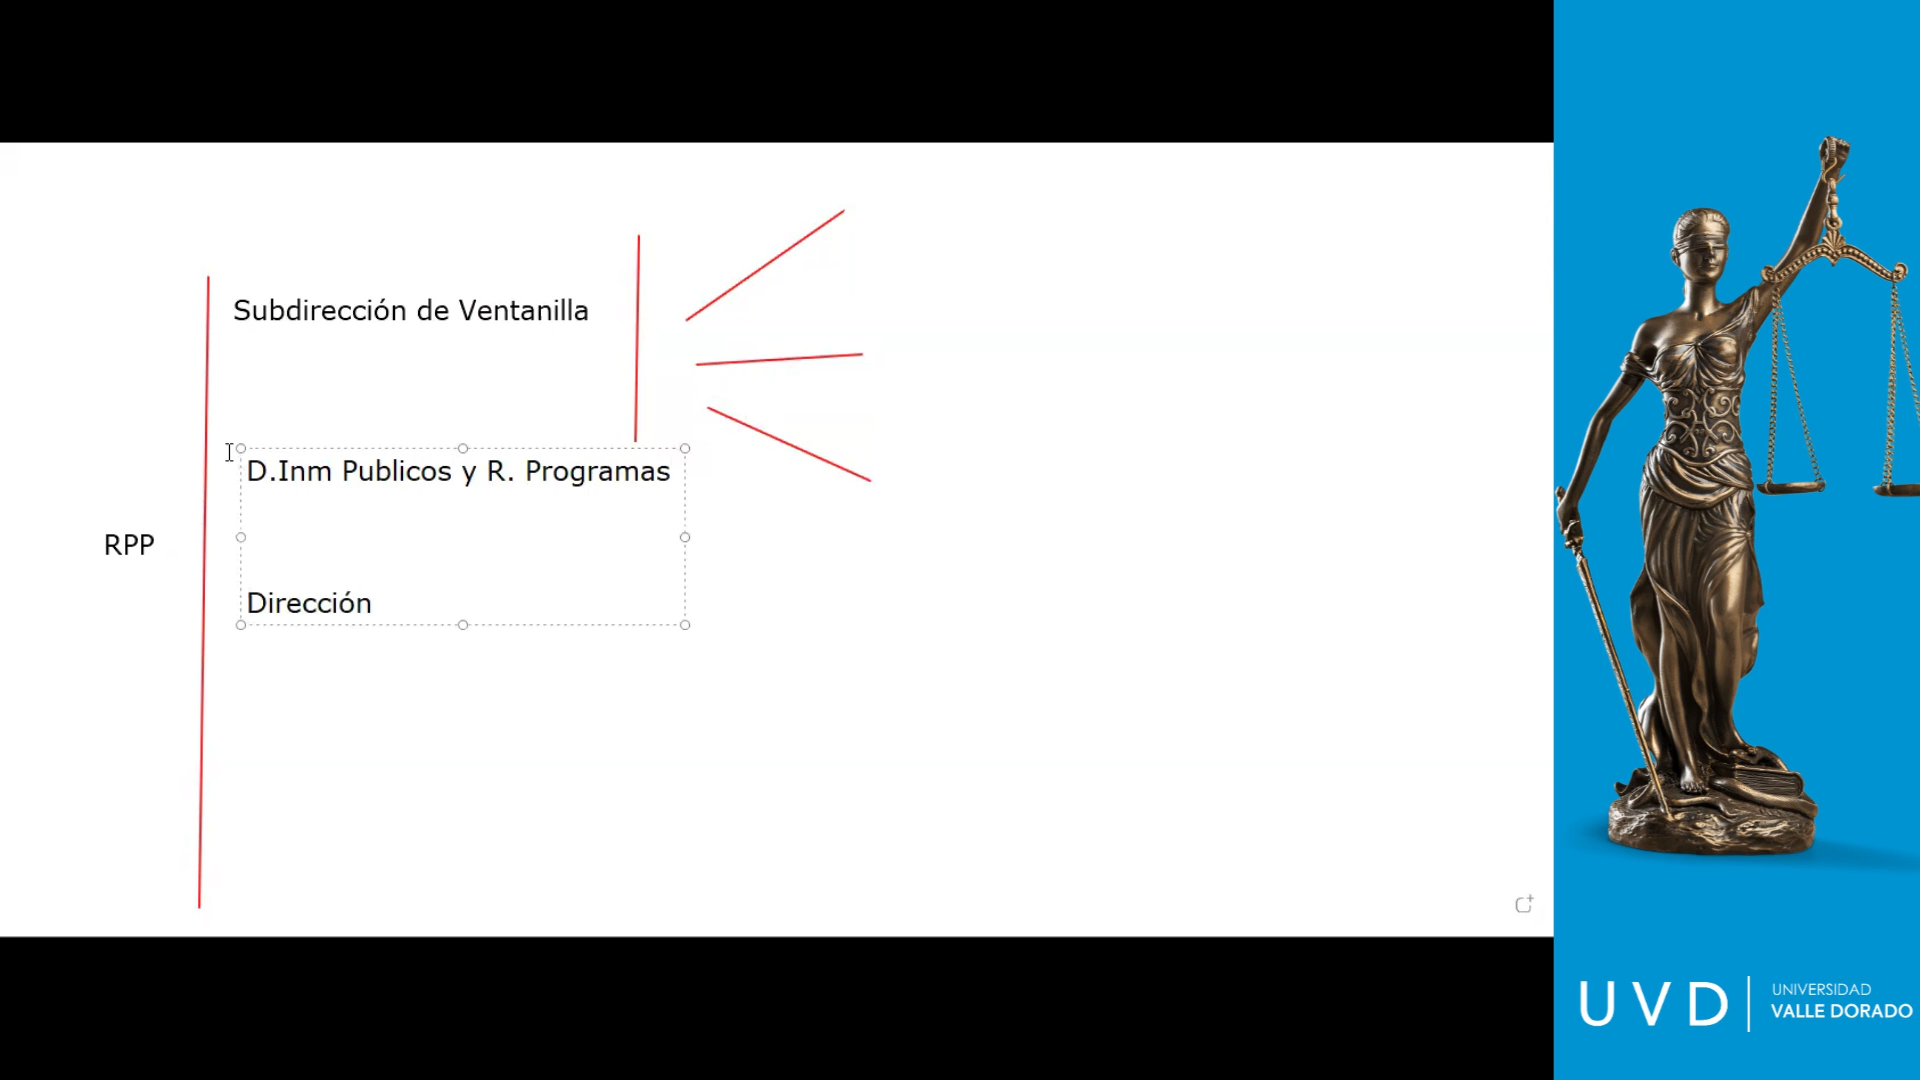 Subdirección de Ventanilla
D.Inm Publicos y R. Programas
RPP
Dirección
UVD
UNIVERSIDAD
VALLE DORADO